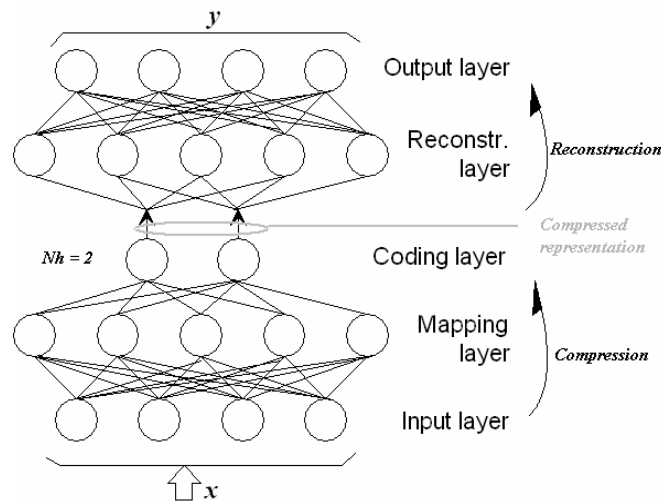 y
Output layer
Reconstr.
layer
Reconstruction
Compressed
representation
Nh = 2
Coding layer
Mapping
layer
Compression
Input layer
x